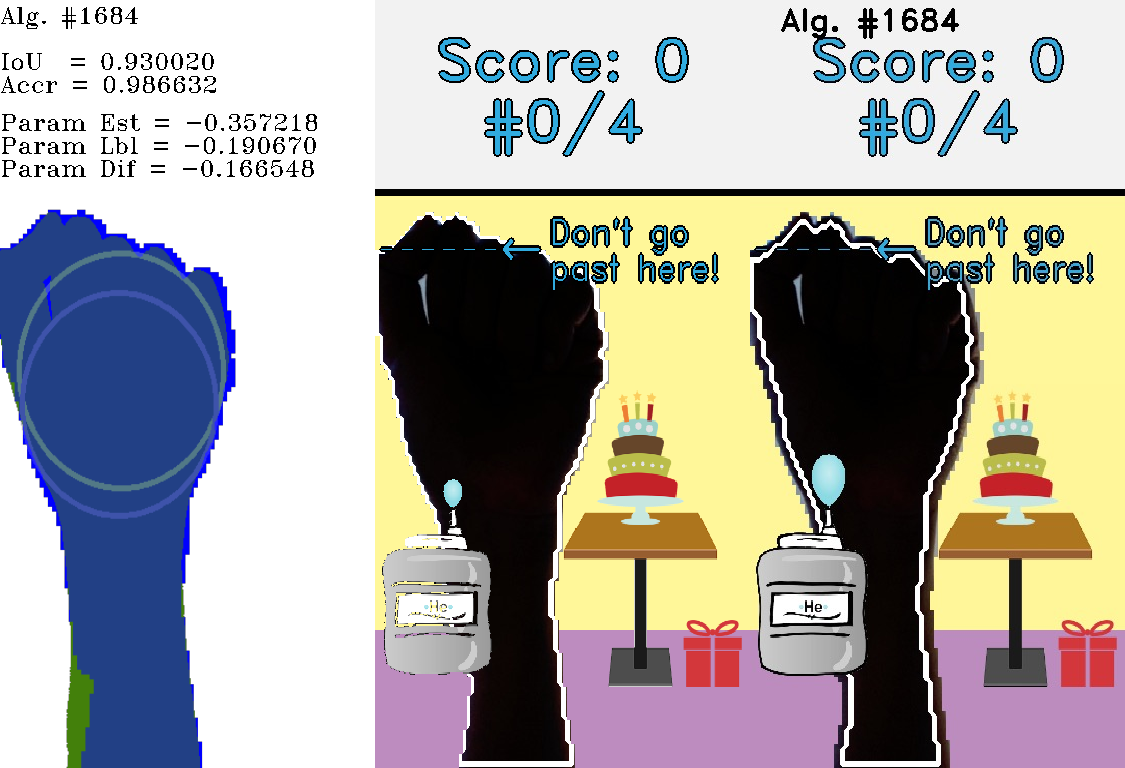 Alg. #1684
IoU = 0.930020
Accr = 0.986632
Param Est = −0.357218
Param Lbl = −0.190670
Param Dif = −0.166548
Score: 0
#0/4
Don't go
past here!
He
Alg. #1684
Score: 0
#0/4
Don't go
past here!
He